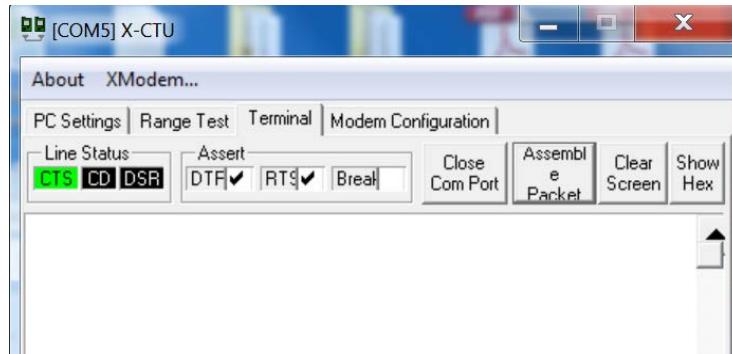 [COM5] X-CTU
About XModem...
PC Settings Range Test Terminal Modem Configuration
Line Status Assert
CTS CD DSR DTR RTS Break
Close
Com Port
Assembl
e
Packet
Clear
Screen
Show
Hex